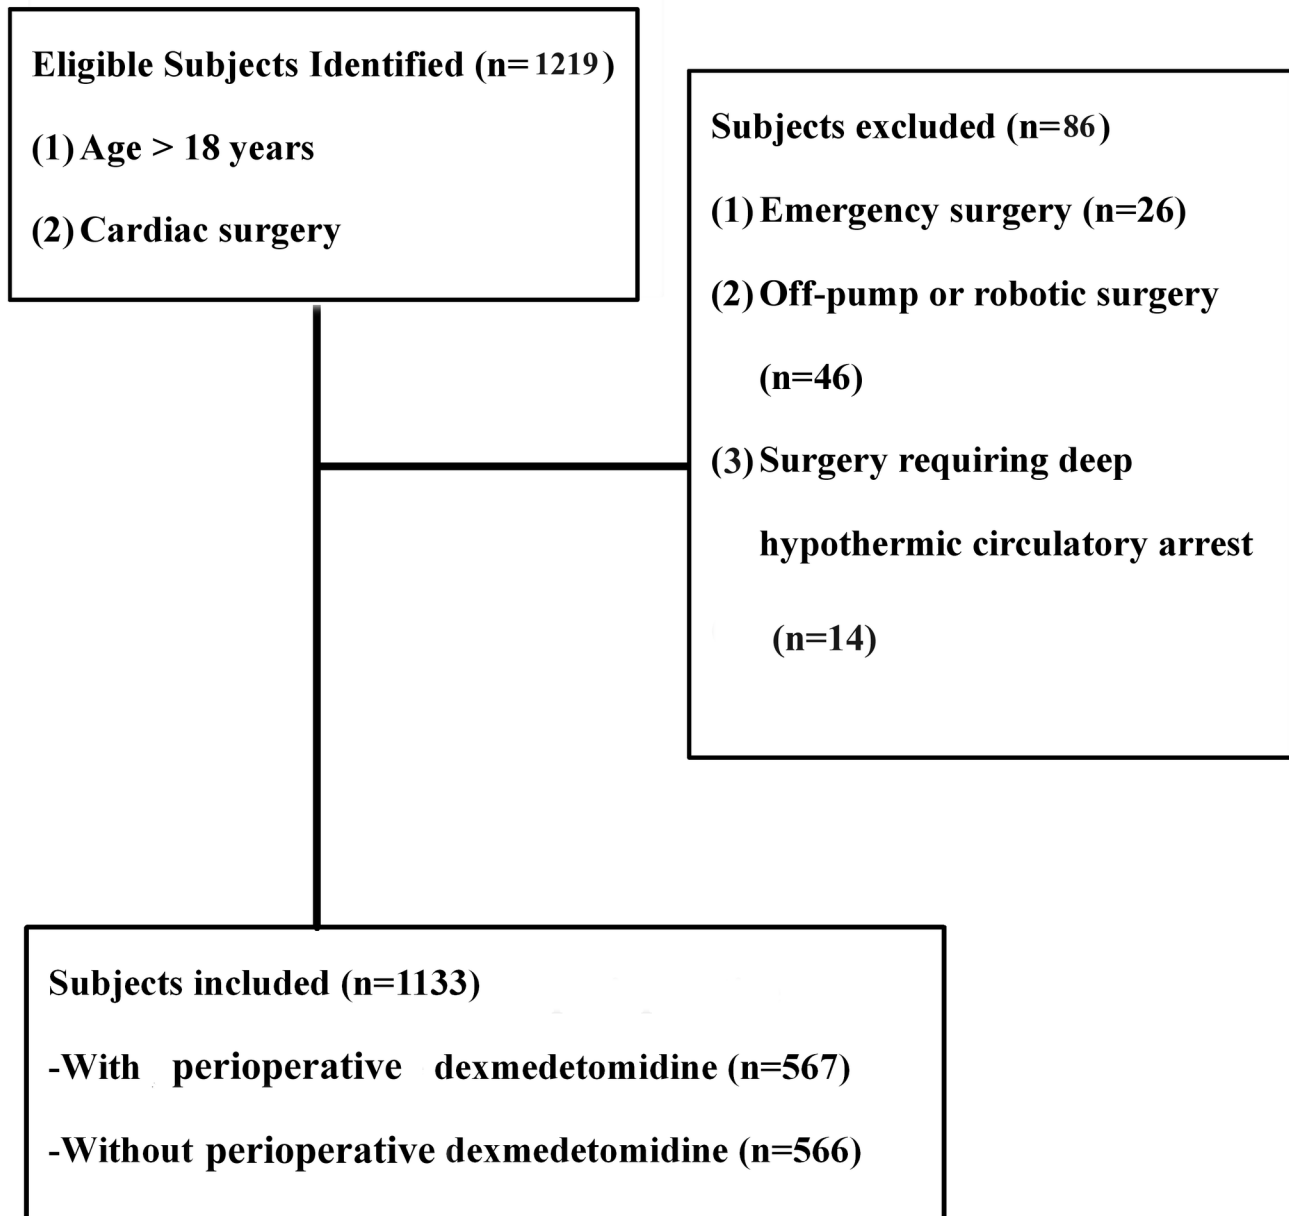 Eligible Subjects Identified (n=1219)
(1) Age > 18 years
(2) Cardiac surgery
Subjects excluded (n=86)
(1) Emergency surgery (n=26)
(2) Off-pump or robotic surgery
(n=46)
(3) Surgery requiring deep
hypothermic circulatory arrest
(n=14)
Subjects included (n=1133)
-With perioperative dexmedetomidine (n=567)
-Without perioperative dexmedetomidine (n=566)